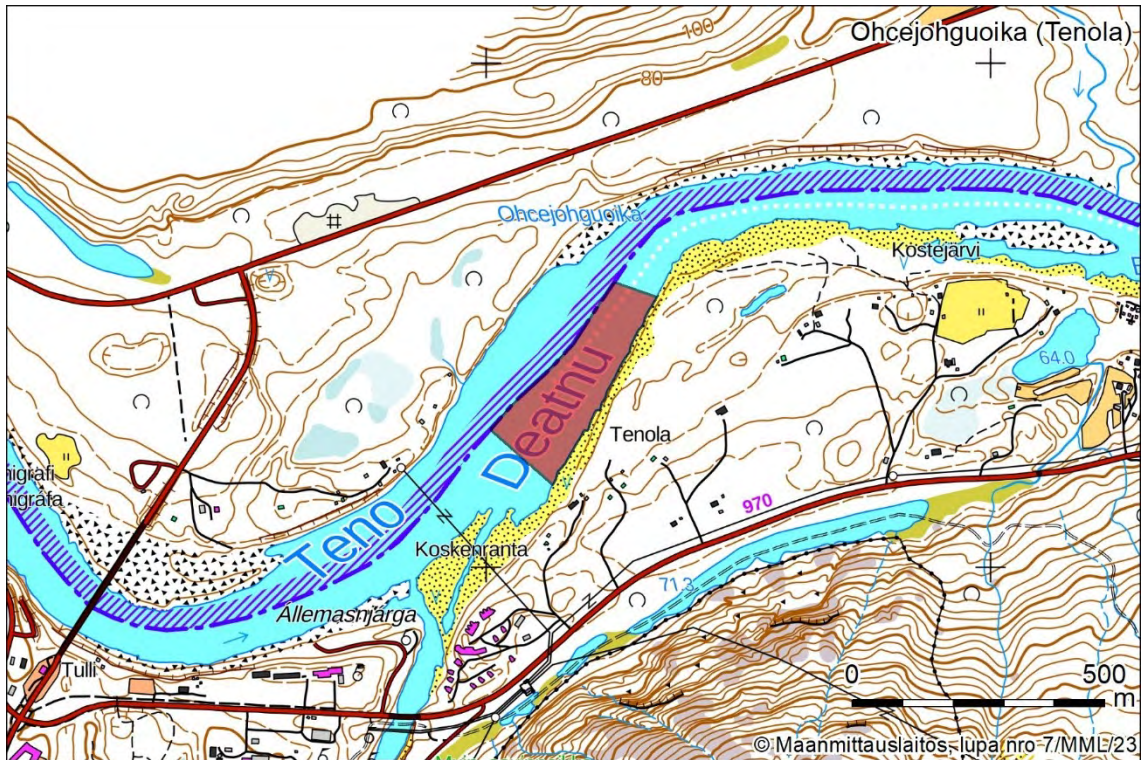 Ohcejohguoika (Tenola)
100
80
Ohcejohguoika
Kostejärvi
64.0
Deatnu
Tenola
970
Teno
Koskenranta
71.3
Állemasnjárga
Tulli
0 500
m
© Maanmittauslaitos, lupa nro 7/MML/23